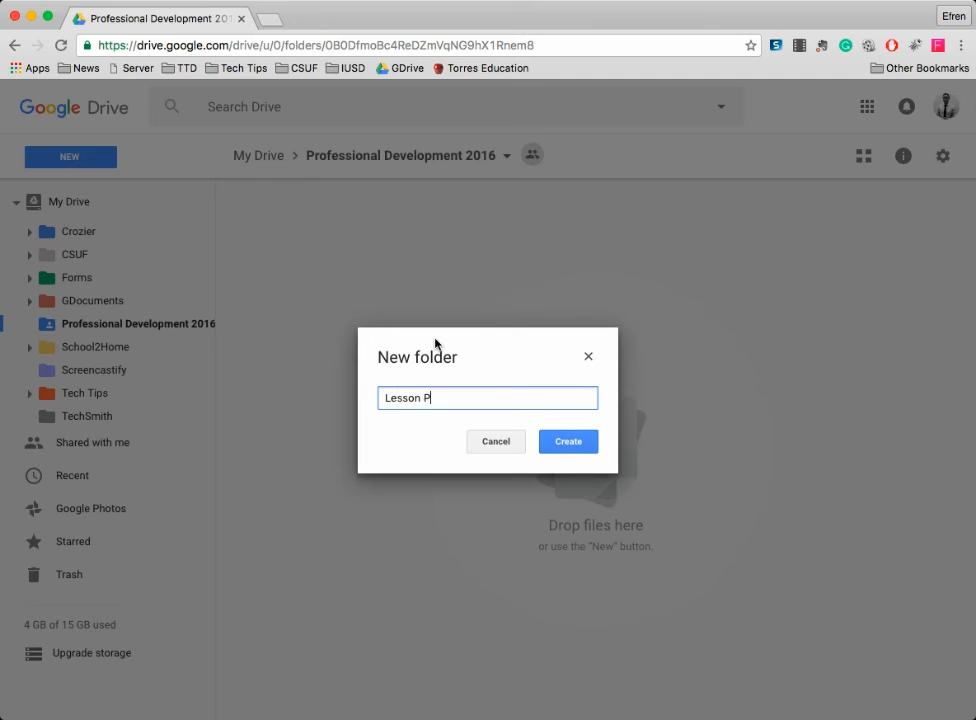 Professional Development 201
Efren
https://drive.google.com/drive/u/0/folders/0B0DfmoBc4ReDZmVqNG9hX1Rnem8
Apps News Server TTD Tech Tips CSUF IUSD GDrive Torres Education Other Bookmarks
Google Drive Search Drive
NEW My Drive > Professional Development 2016
My Drive
Crozier
CSUF
Forms
GDocuments
Professional Development 2016
School2Home
Screencastify
Tech Tips
TechSmith
Shared with me
Recent
Google Photos
Starred
Trash
4 GB of 15 GB used
Upgrade storage
New folder
Lesson P
Cancel Create
Drop files here
or use the "New" button.